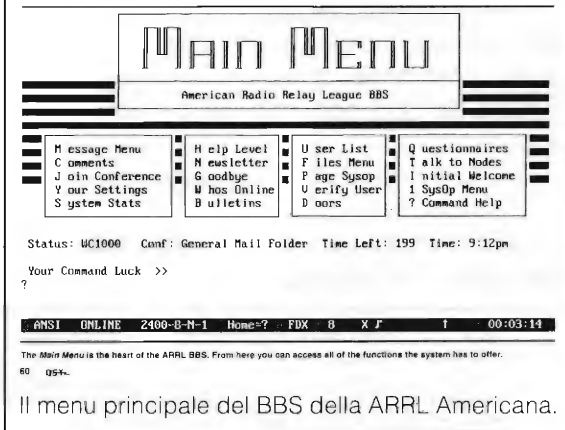 MAIN MENU
American Radio Relay League BBS
M essage Menu
C omments
J oin Conference
Y our Settings
S ystem Stats
H elp Level
N ewsletter
G oodbye
W hos Online
B ulletins
U ser List
F iles Menu
P age Sysop
V erify User
D oors
Q uestionnaires
T alk to Nodes
I nitial Welcome
1 SysOp Menu
? Command Help
Status: WC1000 Conf: General Mail Folder Time Left: 199 Time: 9:12pm
Your Command Luck >>
?
ANSI ONLINE 2400-8-N-1 Home=? FDX 8 X ♪ ↑ 00:03:14
The Main Menu is the heart of the ARRL BBS. From here you can access all of the functions the system has to offer.
60 QST
Il menu principale del BBS della ARRL Americana.